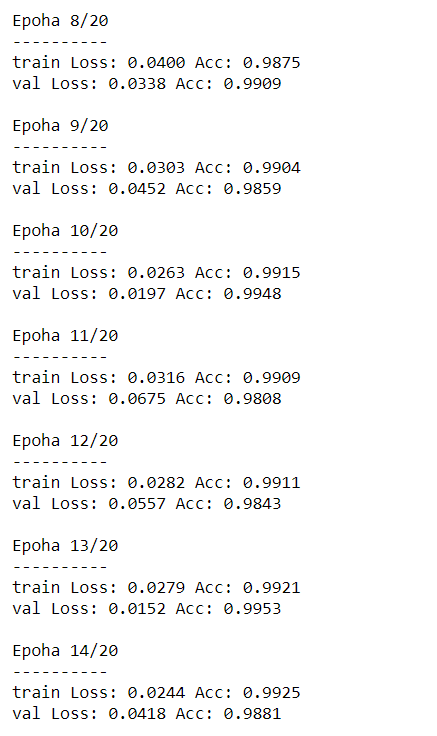 Epoha 8/20
----------
train Loss: 0.0400 Acc: 0.9875
val Loss: 0.0338 Acc: 0.9909
Epoha 9/20
----------
train Loss: 0.0303 Acc: 0.9904
val Loss: 0.0452 Acc: 0.9859
Epoha 10/20
----------
train Loss: 0.0263 Acc: 0.9915
val Loss: 0.0197 Acc: 0.9948
Epoha 11/20
----------
train Loss: 0.0316 Acc: 0.9909
val Loss: 0.0675 Acc: 0.9808
Epoha 12/20
----------
train Loss: 0.0282 Acc: 0.9911
val Loss: 0.0557 Acc: 0.9843
Epoha 13/20
----------
train Loss: 0.0279 Acc: 0.9921
val Loss: 0.0152 Acc: 0.9953
Epoha 14/20
----------
train Loss: 0.0244 Acc: 0.9925
val Loss: 0.0418 Acc: 0.9881